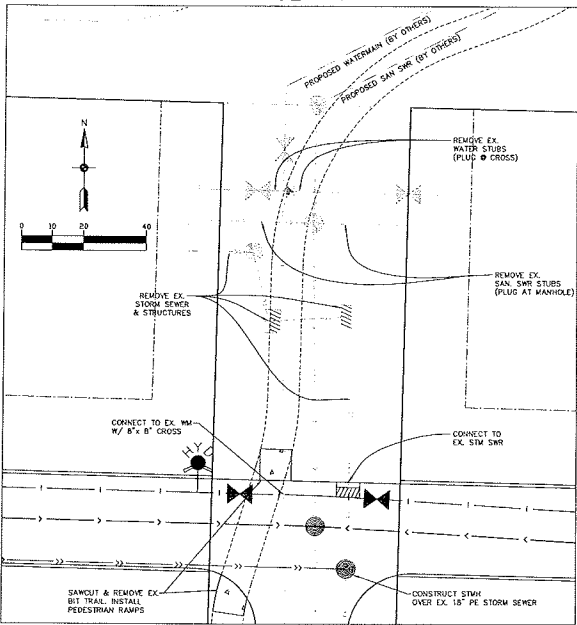 PROPOSED WATERMAIN (BY OTHERS)
PROPOSED SAN SWR (BY OTHERS)
REMOVE EX.
WATER STUBS
(PLUG @ CROSS)
N
0 10 20 40
REMOVE EX.
SAN. SWR STUBS
(PLUG AT MANHOLE)
REMOVE EX.
STORM SEWER
& STRUCTURES
CONNECT TO EX. WM
W/ 8"x 8" CROSS
HYD
CONNECT TO
EX. STM SWR
SAWCUT & REMOVE EX
BIT TRAIL. INSTALL
PEDESTRIAN RAMPS
CONSTRUCT STMH
OVER EX. 18" PE STORM SEWER